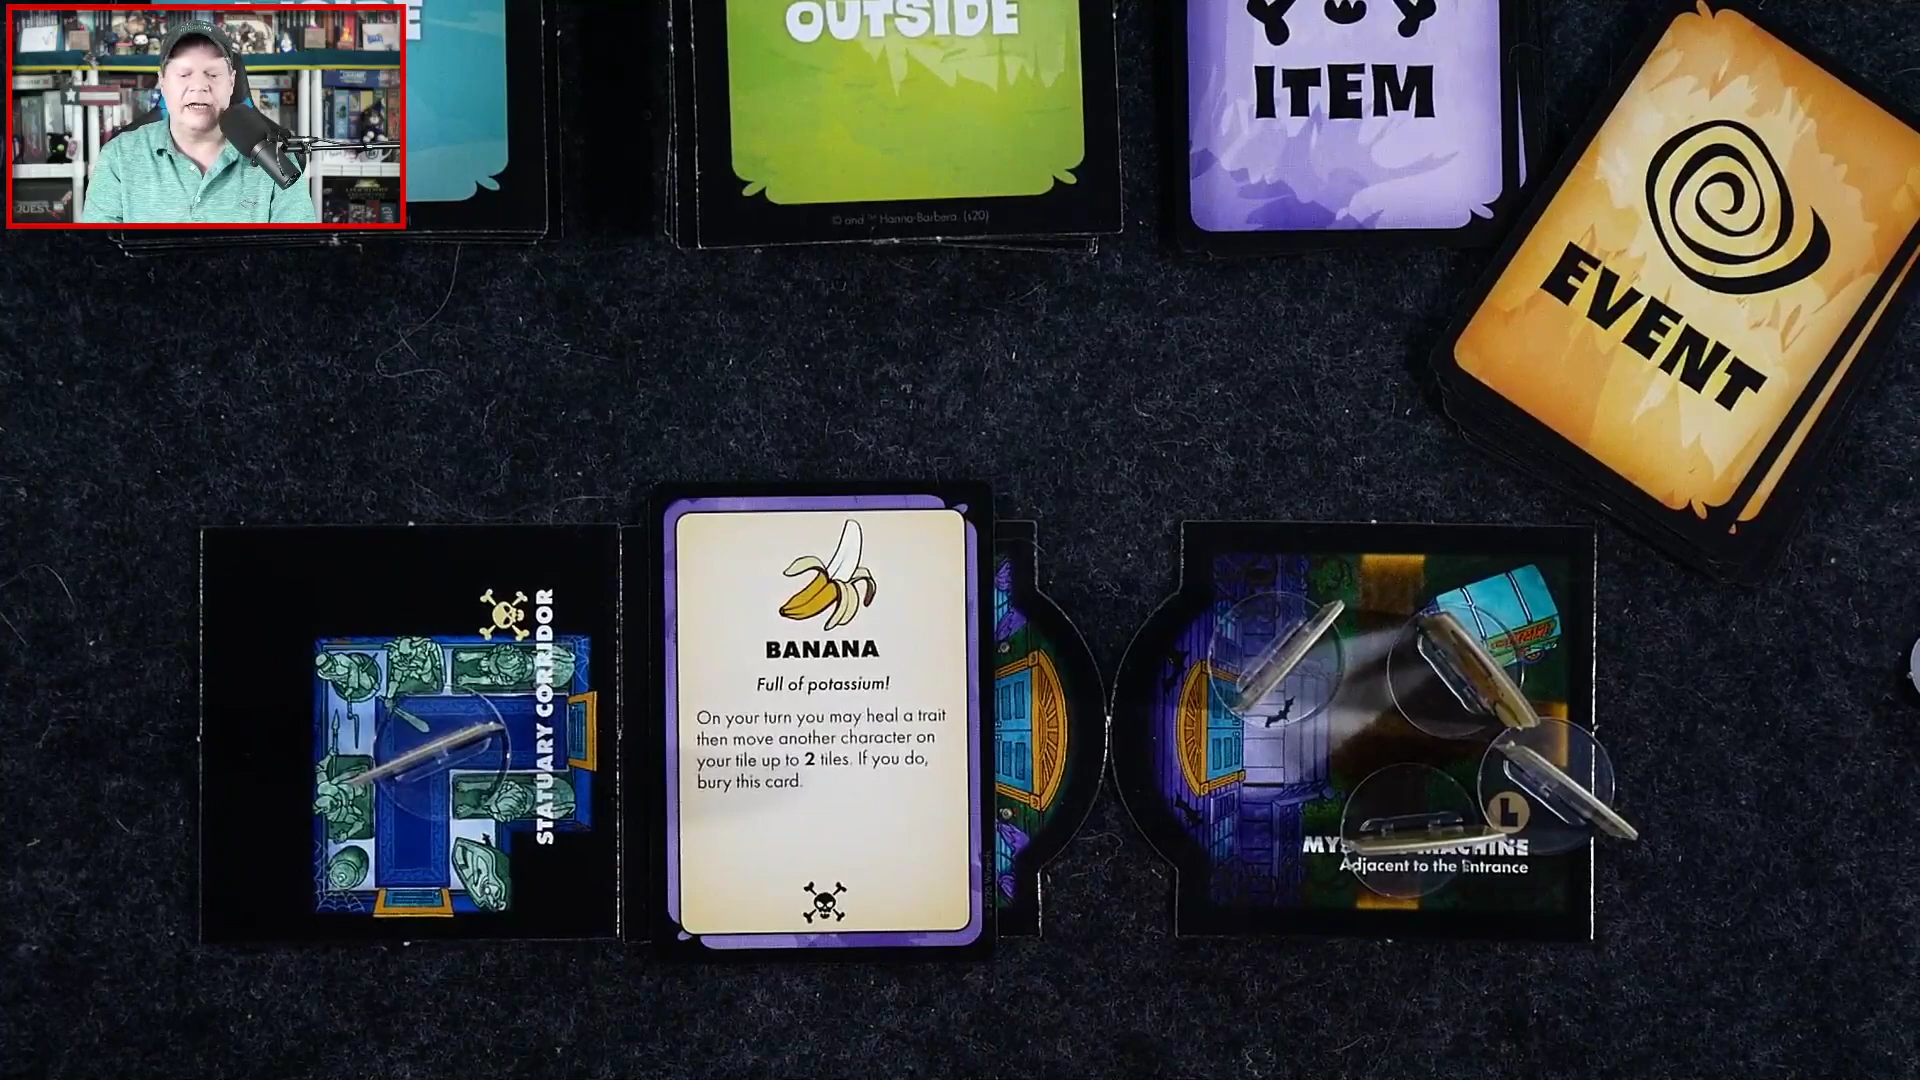 OUTSIDE
© and ™ Hanna-Barbera. (s20)
ITEM
EVENT
STATUARY CORRIDOR
BANANA
Full of potassium!
On your turn you may heal a trait
then move another character on
your tile up to 2 tiles. If you do,
bury this card.
L
MACHINE
Adjacent to the Entrance